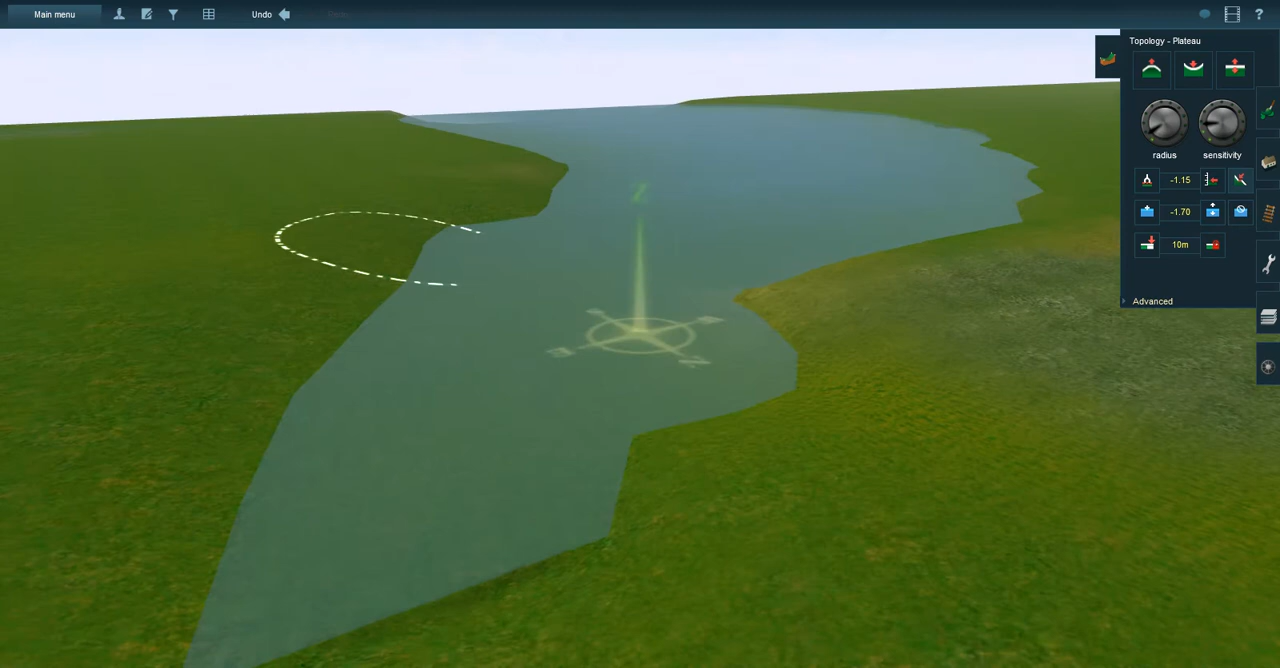 Main menu
Undo
?
Topology - Plateau
radius
sensitivity
-1.15
-1.70
10m
Advanced